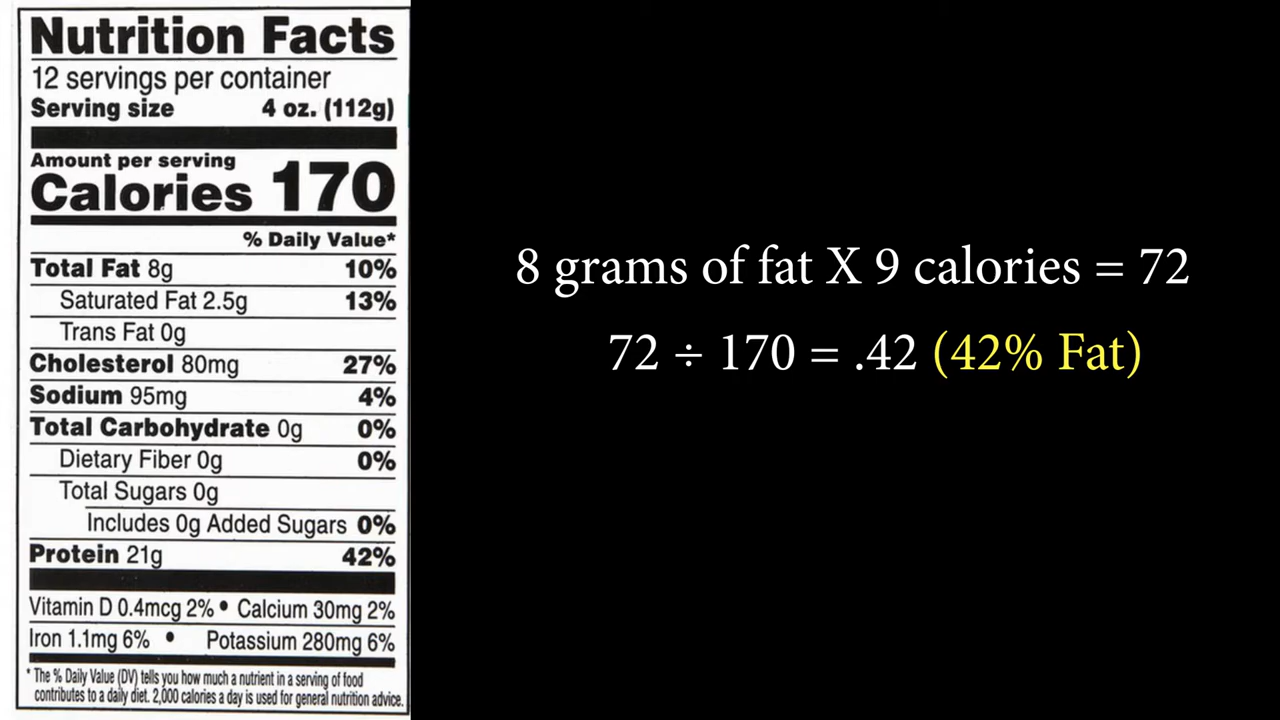 Nutrition Facts
12 servings per container
Serving size 4 oz. (112g)
Amount per serving
Calories 170
% Daily Value*
Total Fat 8g 10%
Saturated Fat 2.5g 13%
Trans Fat 0g
Cholesterol 80mg 27%
Sodium 95mg 4%
Total Carbohydrate 0g 0%
Dietary Fiber 0g 0%
Total Sugars 0g
Includes 0g Added Sugars 0%
Protein 21g 42%
Vitamin D 0.4mcg 2% • Calcium 30mg 2%
Iron 1.1mg 6% • Potassium 280mg 6%
* The % Daily Value (DV) tells you how much a nutrient in a serving of food
contributes to a daily diet. 2,000 calories a day is used for general nutrition advice.
8 grams of fat X 9 calories = 72
72 ÷ 170 = .42 (42% Fat)